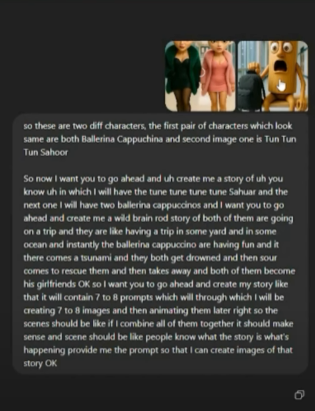 so these are two diff characters, the first pair of characters which look
same are both Ballerina Cappuchina and second image one is Tun Tun
Tun Sahoor
So now I want you to go ahead and uh create me a story of uh you
know uh in which I will have the tune tune tune tune Sahuar and the
next one I will have two ballerina cappuccinos and I want you to go
ahead and create me a wild brain rod story of both of them are going
on a trip and they are like having a trip in some yard and in some
ocean and instantly the ballerina cappuccino are having fun and it
there comes a tsunami and they both get drowned and then sour
comes to rescue them and then takes away and both of them become
his girlfriends OK so I want you to go ahead and create my story like
that it will contain 7 to 8 prompts which will through which I will be
creating 7 to 8 images and then animating them later right so the
scenes should be like if I combine all of them together it should make
sense and scene should be like people know what the story is what's
happening provide me the prompt so that I can create images of that
story OK